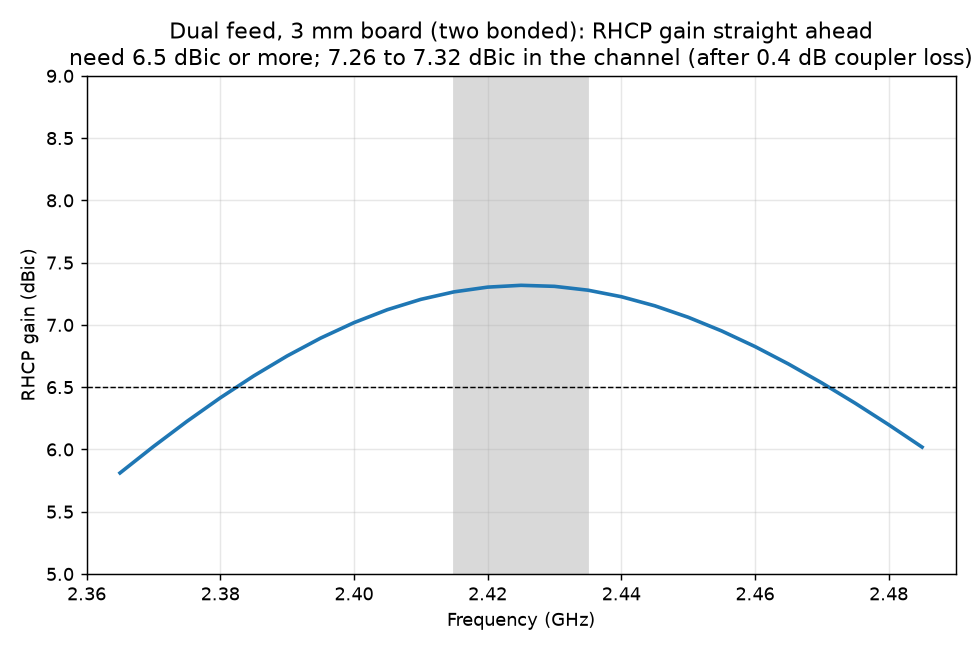 Dual feed, 3 mm board (two bonded): RHCP gain straight ahead
need 6.5 dBic or more; 7.26 to 7.32 dBic in the channel (after 0.4 dB coupler loss)
9.0
8.5
8.0
7.5
7.0
6.5
6.0
5.5
5.0
RHCP gain (dBic)
2.36 2.38 2.40 2.42 2.44 2.46 2.48
Frequency (GHz)